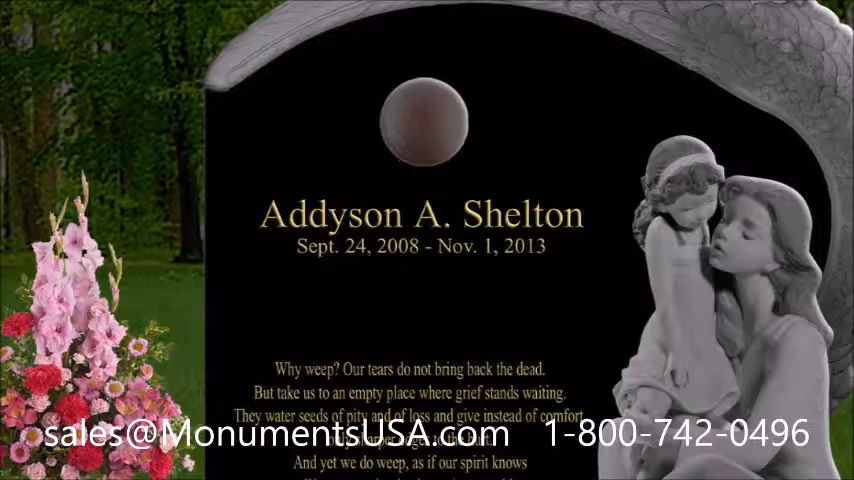 Addyson A. Shelton
Sept. 24, 2008 - Nov. 1, 2013
Why weep? Our tears do not bring back the dead.
But take us to an empty place where grief stands waiting.
They water seeds of pity and of loss and give instead of comfort
sales@MonumentsUSA.com 1-800-742-0496
And yet we do weep, as if our spirit knows